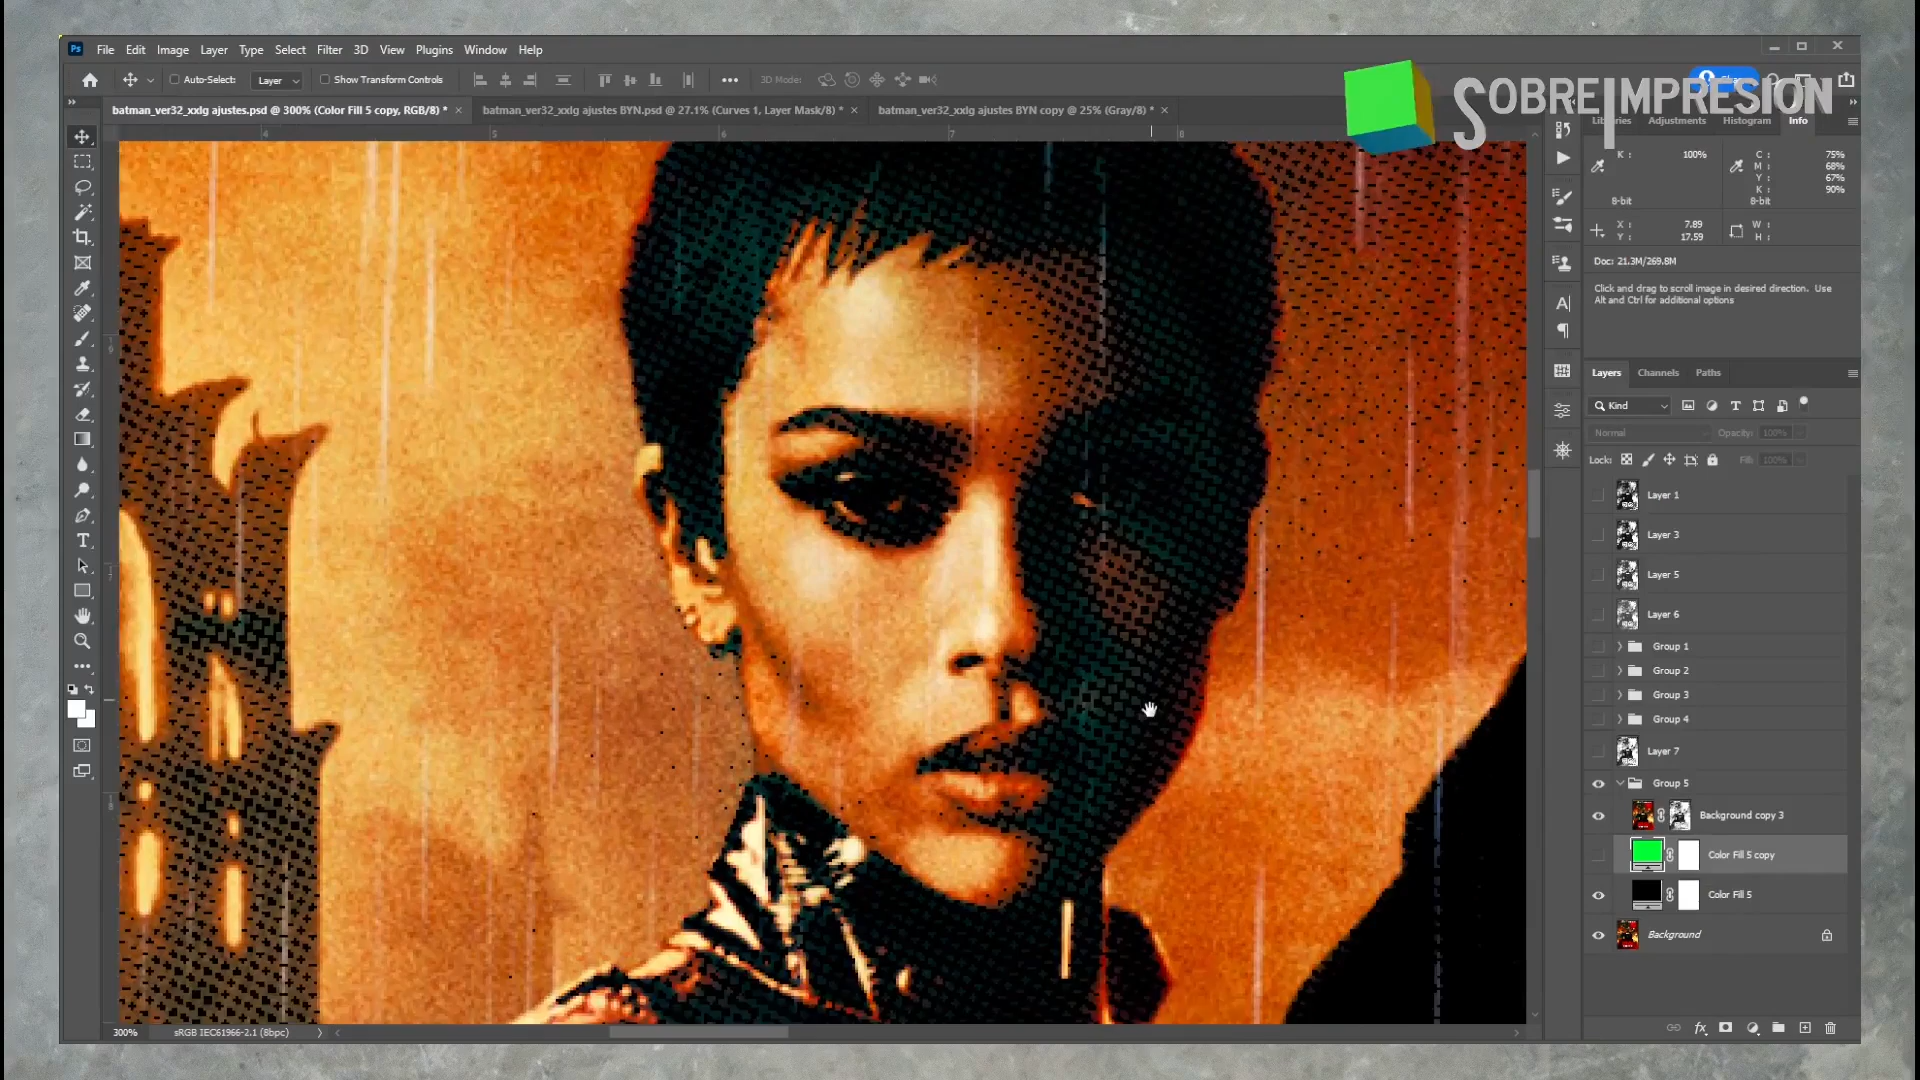 Ps File Edit Image Layer Type Select Filter 3D View Plugins Window Help
Auto-Select: Layer Show Transform Controls 3D Mode:
SOBREIMPRESION
batman_ver32_xxlg ajustes.psd @ 300% (Color Fill 5 copy, RGB/8) *
batman_ver32_xxlg ajustes BYN.psd @ 27.1% (Curves 1, Layer Mask/8) *
batman_ver32_xxlg ajustes BYN copy @ 25% (Gray/8) *
4 5 6 7 8
Libraries Adjustments Histogram Info
K: 100% C: 75%
M: 68%
Y: 67%
K: 90%
8-bit 8-bit
X: 7.89 W:
Y: 17.59 H:
Doc: 21.3M/269.8M
Click and drag to scroll image in desired direction. Use
Alt and Ctrl for additional options
Layers Channels Paths
Kind
Normal Opacity: 100%
Lock: Fill: 100%
Layer 1
Layer 3
Layer 5
Layer 6
Group 1
Group 2
Group 3
Group 4
Layer 7
Group 5
Background copy 3
Color Fill 5 copy
Color Fill 5
Background
300% sRGB IEC61966-2.1 (8bpc)